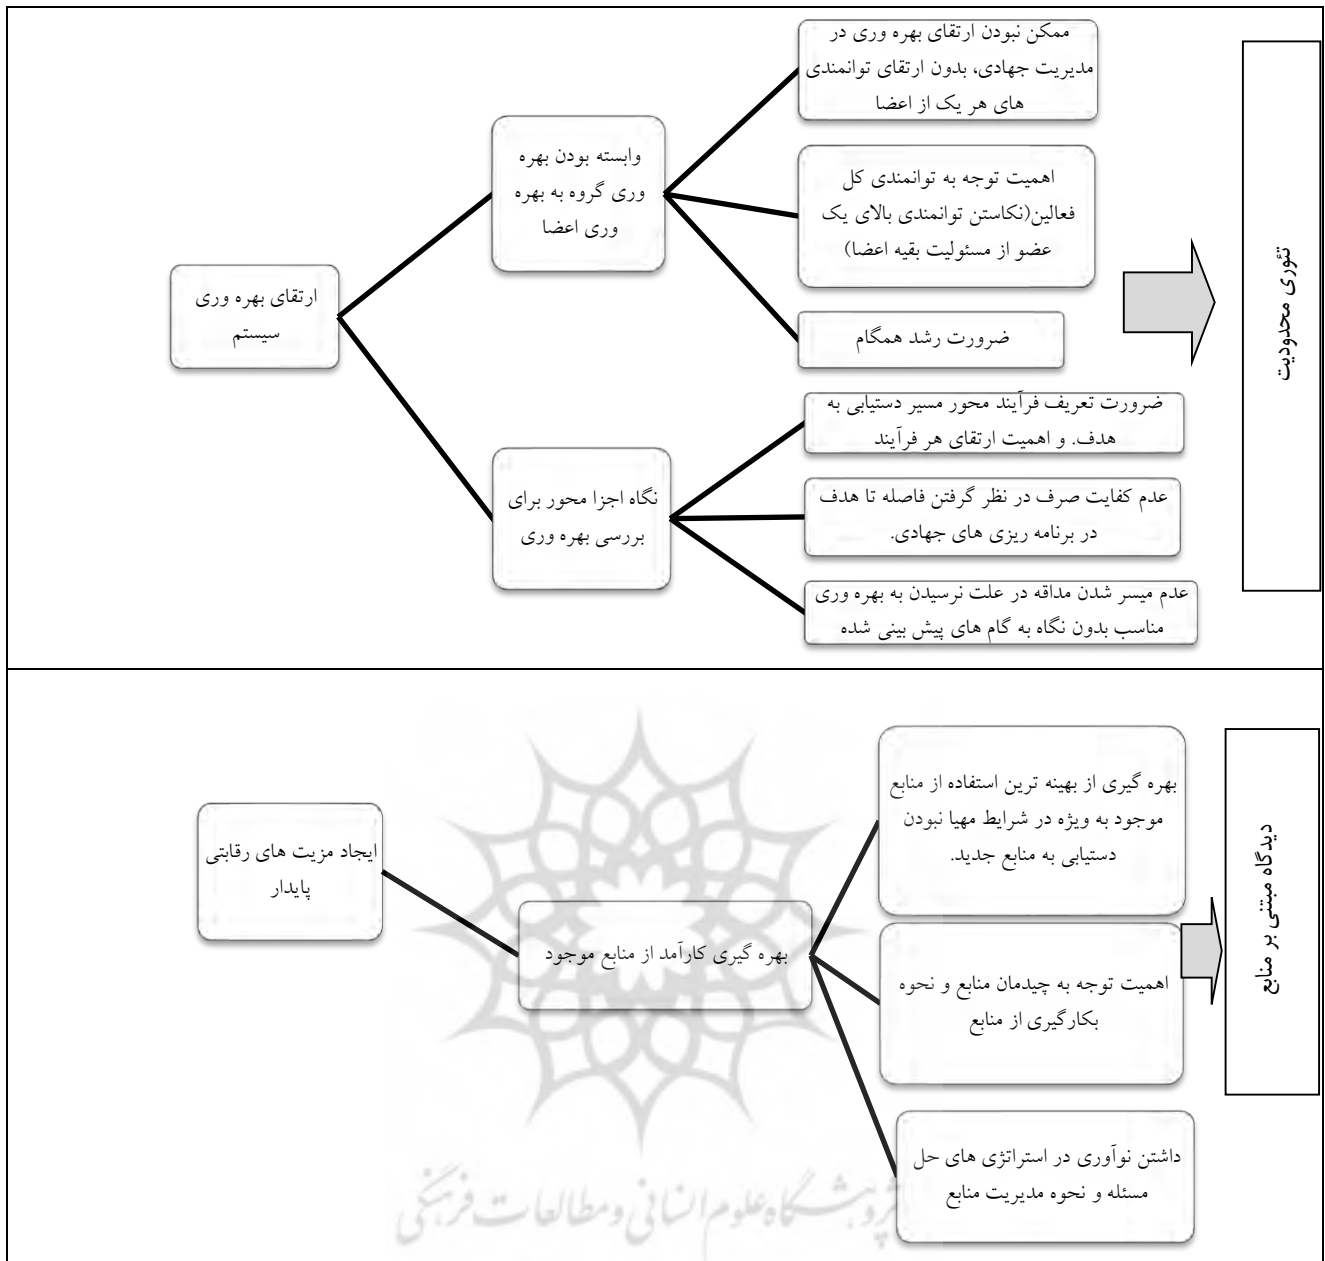 تئوری محدودیت
ممکن نبودن ارتقای بهره وری در
مدیریت جهادی، بدون ارتقای توانمندی
های هر یک از اعضا
اهمیت توجه به توانمندی کل
فعالین(نکاستن توانمندی بالای یک
عضو از مسئولیت بقیه اعضا)
ضرورت رشد همگام
وابسته بودن بهره
وری گروه به بهره
وری اعضا
ضرورت تعریف فرآیند محور مسیر دستیابی به
هدف. و اهمیت ارتقای هر فرآیند
عدم کفایت صرف در نظر گرفتن فاصله تا هدف
در برنامه ریزی های جهادی.
عدم میسر شدن مداقه در علت نرسیدن به بهره وری
مناسب بدون نگاه به گام های پیش بینی شده
نگاه اجزا محور برای
بررسی بهره وری
ارتقای بهره وری
سیستم
دیدگاه مبتنی بر منابع
بهره گیری از بهینه ترین استفاده از منابع
موجود به ویژه در شرایط مهیا نبودن
دستیابی به منابع جدید.
اهمیت توجه به چیدمان منابع و نحوه
بکارگیری از منابع
داشتن نوآوری در استراتژی های حل
مسئله و نحوه مدیریت منابع
بهره گیری کارآمد از منابع موجود
ایجاد مزیت های رقابتی
پایدار
پژوهشگاه علوم انسانی و مطالعات فرهنگی